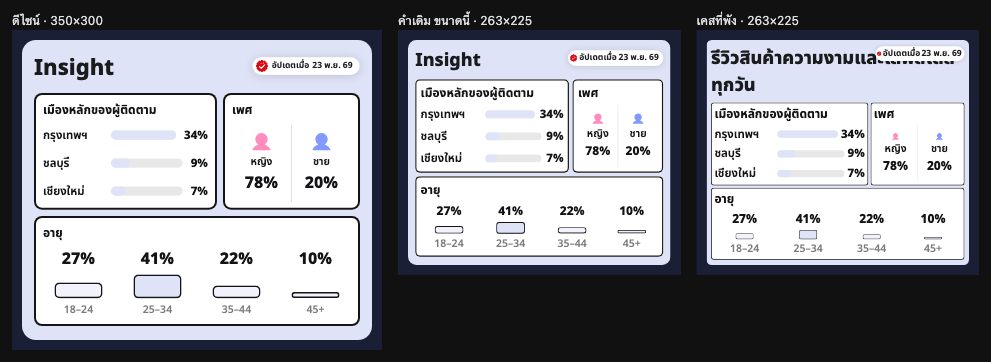 ดีไซน์ · 350×300
Insight
อัปเดตเมื่อ 23 พ.ย. 69
เมืองหลักของผู้ติดตาม
กรุงเทพฯ 34%
ชลบุรี 9%
เชียงใหม่ 7%
เพศ
หญิง ชาย
78% 20%
อายุ
27% 41% 22% 10%
18–24 25–34 35–44 45+
คำเดิม ขนาดนี้ · 263×225
Insight
อัปเดตเมื่อ 23 พ.ย. 69
เมืองหลักของผู้ติดตาม
กรุงเทพฯ 34%
ชลบุรี 9%
เชียงใหม่ 7%
เพศ
หญิง ชาย
78% 20%
อายุ
27% 41% 22% 10%
18–24 25–34 35–44 45+
เคสที่พัง · 263×225
รีวิวสินค้าความงามและ
ทุกวัน
อัปเดตเมื่อ 23 พ.ย. 69
เมืองหลักของผู้ติดตาม
กรุงเทพฯ 34%
ชลบุรี 9%
เชียงใหม่ 7%
เพศ
หญิง ชาย
78% 20%
อายุ
27% 41% 22% 10%
18–24 25–34 35–44 45+